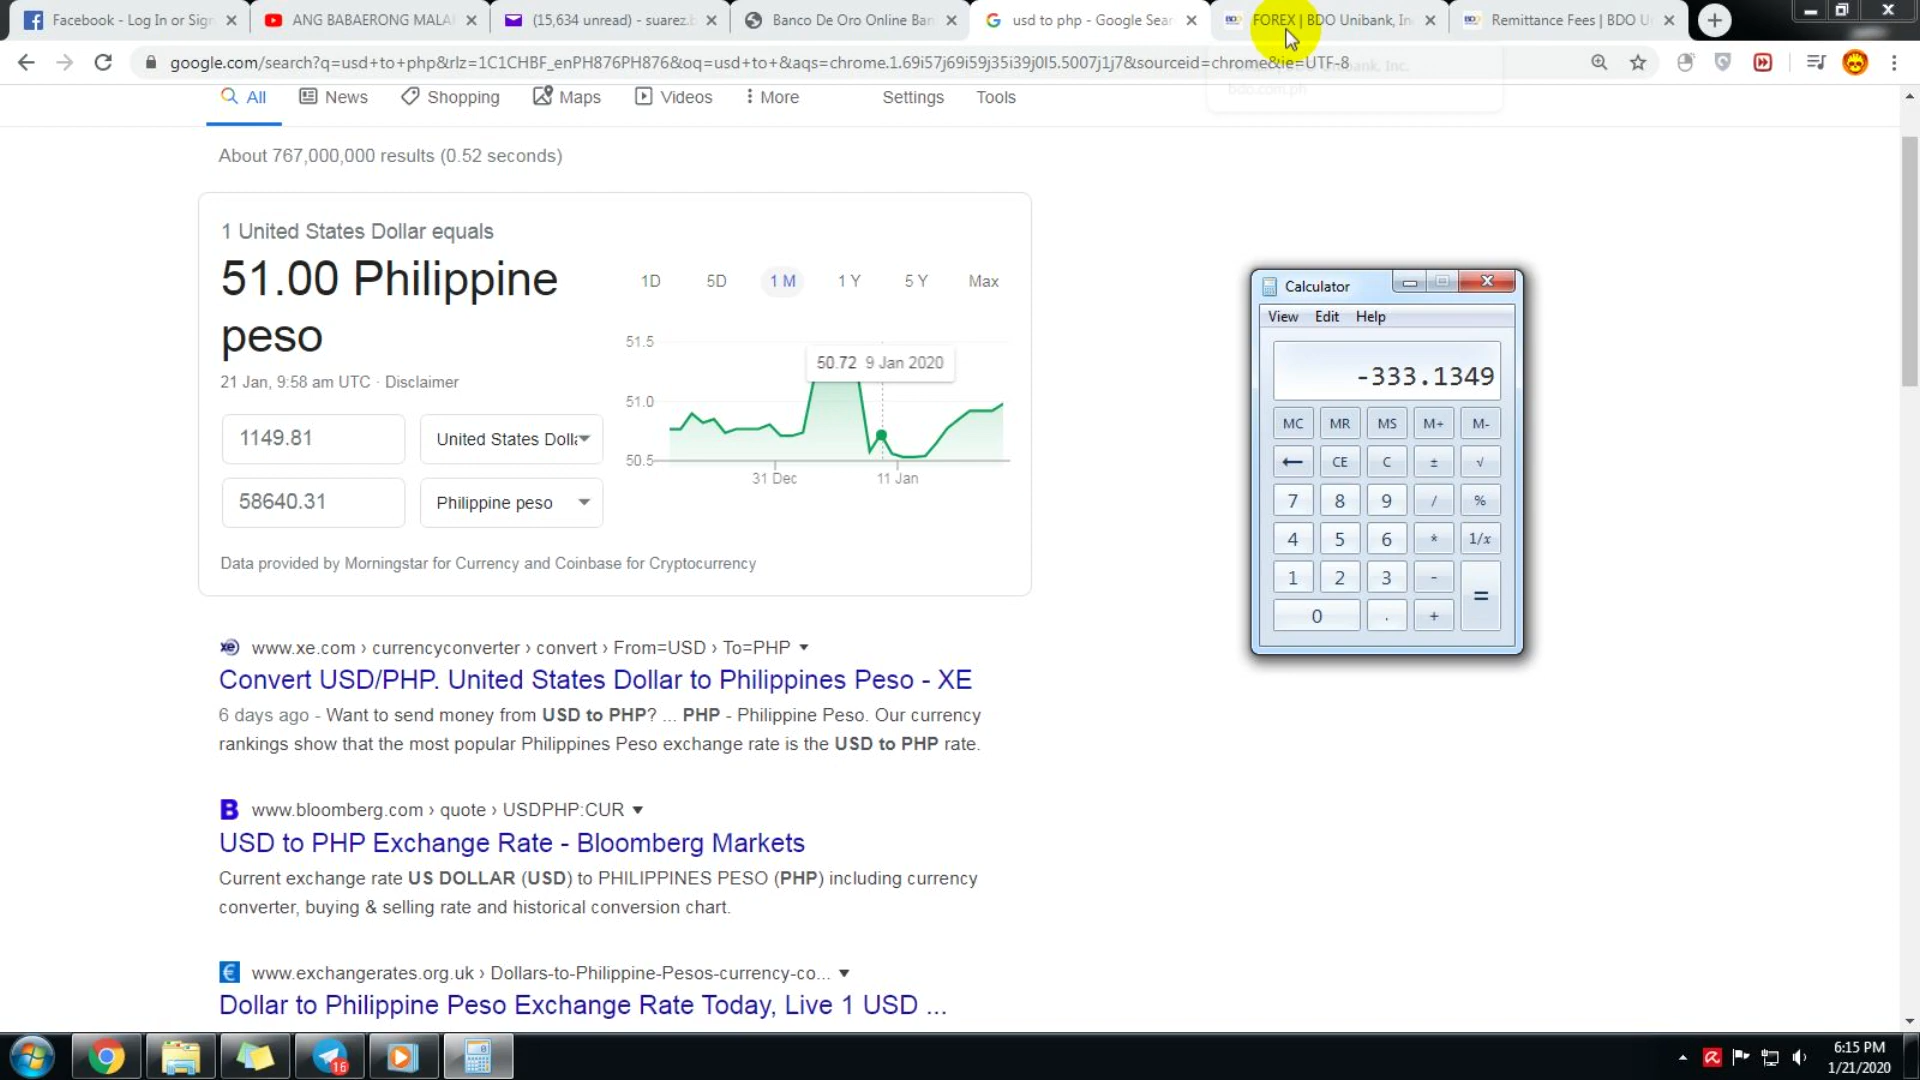 Facebook - Log In or Sign
ANG BABAERONG MALA
(15,634 unread) - suarez.b
Banco De Oro Online Ban
usd to php - Google Sear
FOREX | BDO Unibank, In
Remittance Fees | BDO U
google.com/search?q=usd+to+php&rlz=1C1CHBF_enPH876PH876&oq=usd+to+&aqs=chrome.1.69i57j69i59j35i39j0l5.5007j1j7&sourceid=chrome&ie=UTF-8
bdo.com.ph
All News Shopping Maps Videos More Settings Tools
About 767,000,000 results (0.52 seconds)
1 United States Dollar equals
51.00 Philippine
peso
21 Jan, 9:58 am UTC · Disclaimer
1149.81 United States Doll
58640.31 Philippine peso
1D 5D 1 M 1 Y 5 Y Max
51.5
50.72 9 Jan 2020
51.0
50.5
31 Dec 11 Jan
Data provided by Morningstar for Currency and Coinbase for Cryptocurrency
www.xe.com › currencyconverter › convert › From=USD › To=PHP
Convert USD/PHP. United States Dollar to Philippines Peso - XE
6 days ago - Want to send money from USD to PHP? ... PHP - Philippine Peso. Our currency
rankings show that the most popular Philippines Peso exchange rate is the USD to PHP rate.
B www.bloomberg.com › quote › USDPHP:CUR
USD to PHP Exchange Rate - Bloomberg Markets
Current exchange rate US DOLLAR (USD) to PHILIPPINES PESO (PHP) including currency
converter, buying & selling rate and historical conversion chart.
€ www.exchangerates.org.uk › Dollars-to-Philippine-Pesos-currency-co...
Dollar to Philippine Peso Exchange Rate Today, Live 1 USD ...
Calculator
View Edit Help
-333.1349
MC MR MS M+ M-
← CE C ± √
7 8 9 / %
4 5 6 * 1/x
1 2 3 - =
0 . +
16
6:15 PM
1/21/2020